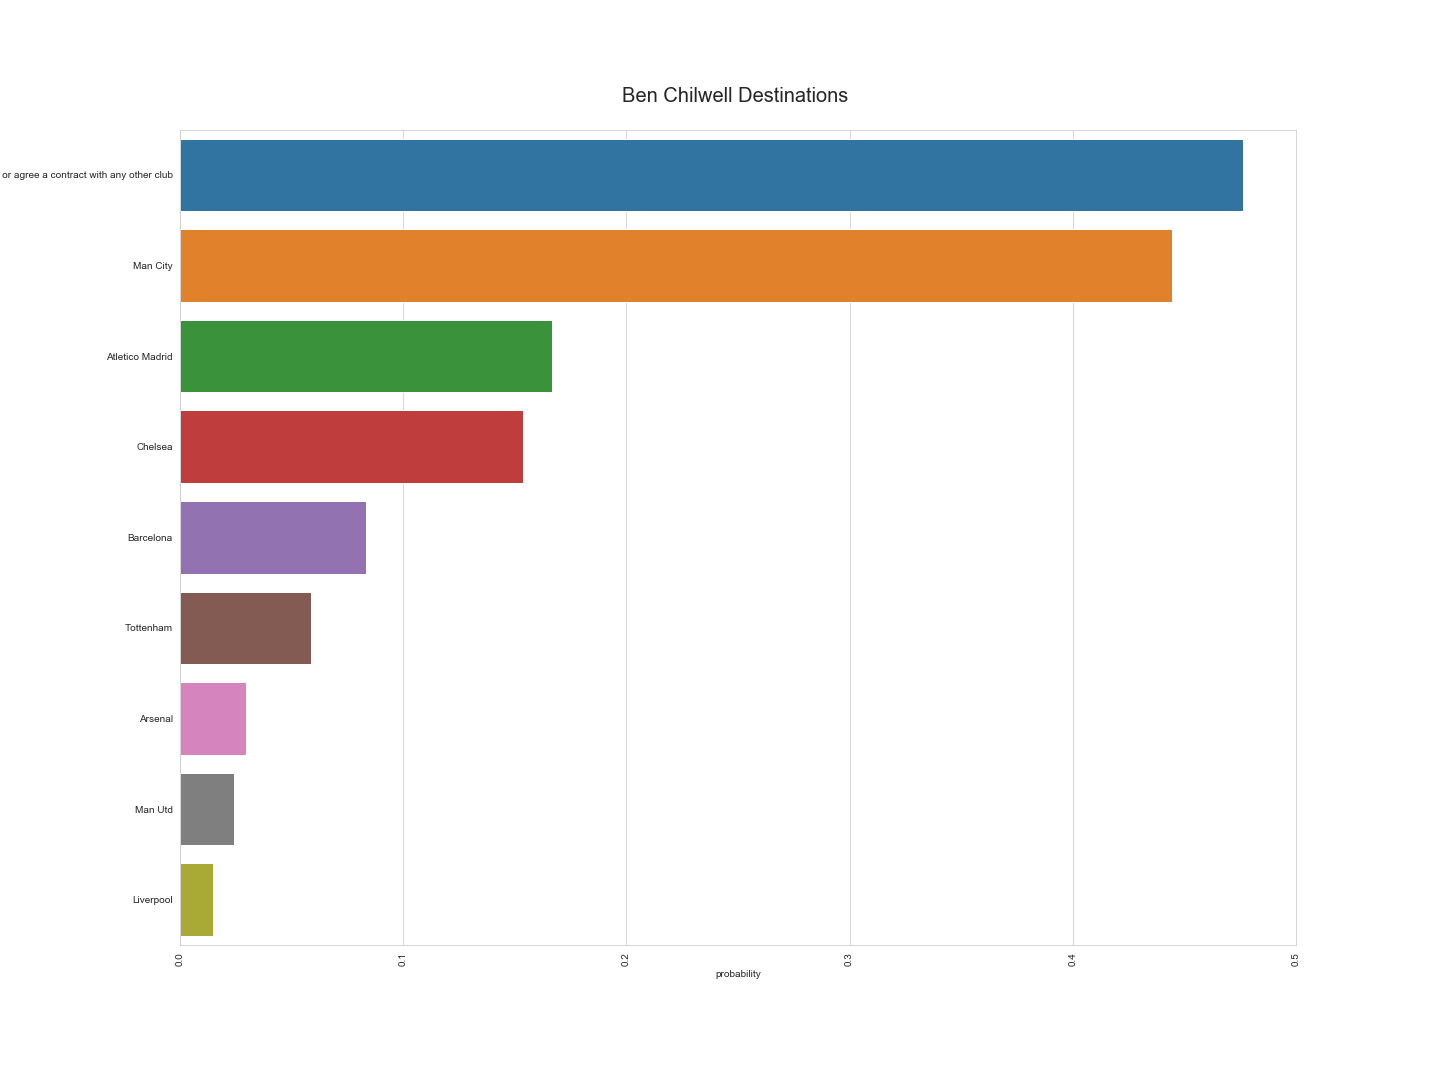 Ben Chilwell Destinations
or agree a contract with any other club
Man City
Atletico Madrid
Chelsea
Barcelona
Tottenham
Arsenal
Man Utd
Liverpool
0.0
0.1
0.2
0.3
0.4
0.5
probability